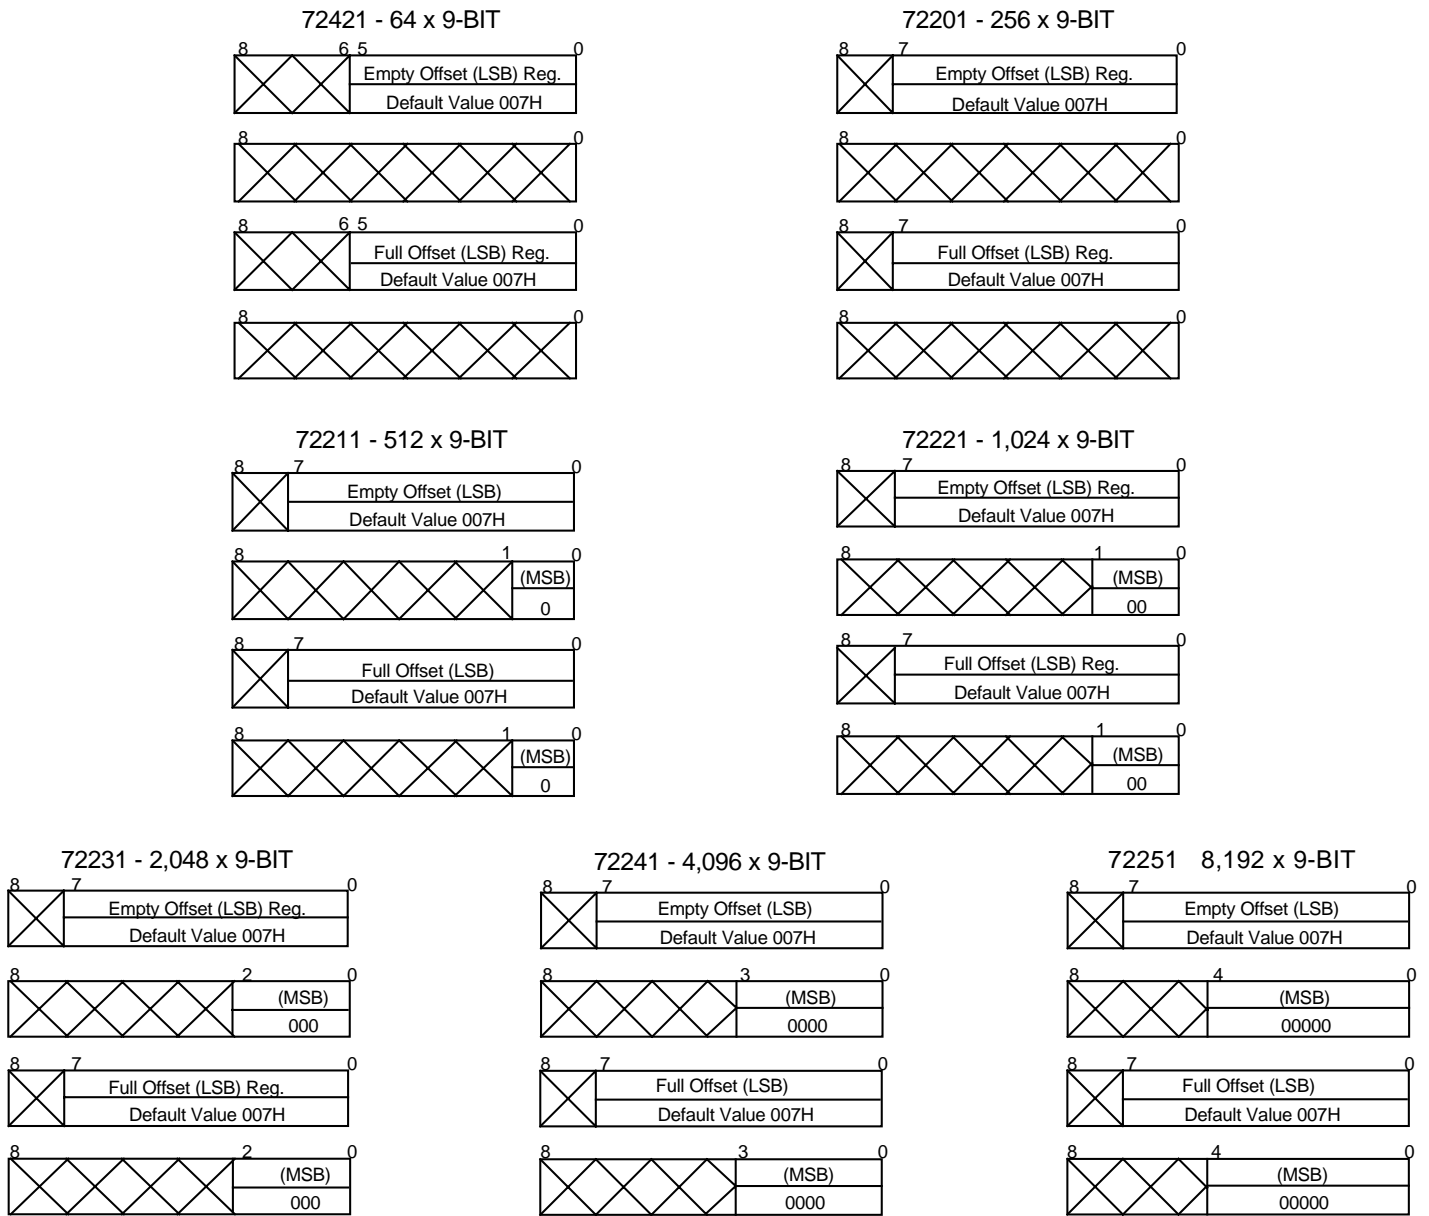 72421 - 64 x 9-BIT
8 6 5 0
Empty Offset (LSB) Reg.
Default Value 007H
8 0
8 6 5 0
Full Offset (LSB) Reg.
Default Value 007H
8 0
72201 - 256 x 9-BIT
8 7 0
Empty Offset (LSB) Reg.
Default Value 007H
8 0
8 7 0
Full Offset (LSB) Reg.
Default Value 007H
8 0
72211 - 512 x 9-BIT
8 7 0
Empty Offset (LSB)
Default Value 007H
8 1 0
(MSB)
0
8 7 0
Full Offset (LSB)
Default Value 007H
8 1 0
(MSB)
0
72221 - 1,024 x 9-BIT
8 7 0
Empty Offset (LSB) Reg.
Default Value 007H
8 1 0
(MSB)
00
8 7 0
Full Offset (LSB) Reg.
Default Value 007H
8 1 0
(MSB)
00
72231 - 2,048 x 9-BIT
8 7 0
Empty Offset (LSB) Reg.
Default Value 007H
8 2 0
(MSB)
000
8 7 0
Full Offset (LSB) Reg.
Default Value 007H
8 2 0
(MSB)
000
72241 - 4,096 x 9-BIT
8 7 0
Empty Offset (LSB)
Default Value 007H
8 3 0
(MSB)
0000
8 7 0
Full Offset (LSB)
Default Value 007H
8 3 0
(MSB)
0000
72251 8,192 x 9-BIT
8 7 0
Empty Offset (LSB)
Default Value 007H
8 4 0
(MSB)
00000
8 7 0
Full Offset (LSB)
Default Value 007H
8 4 0
(MSB)
00000